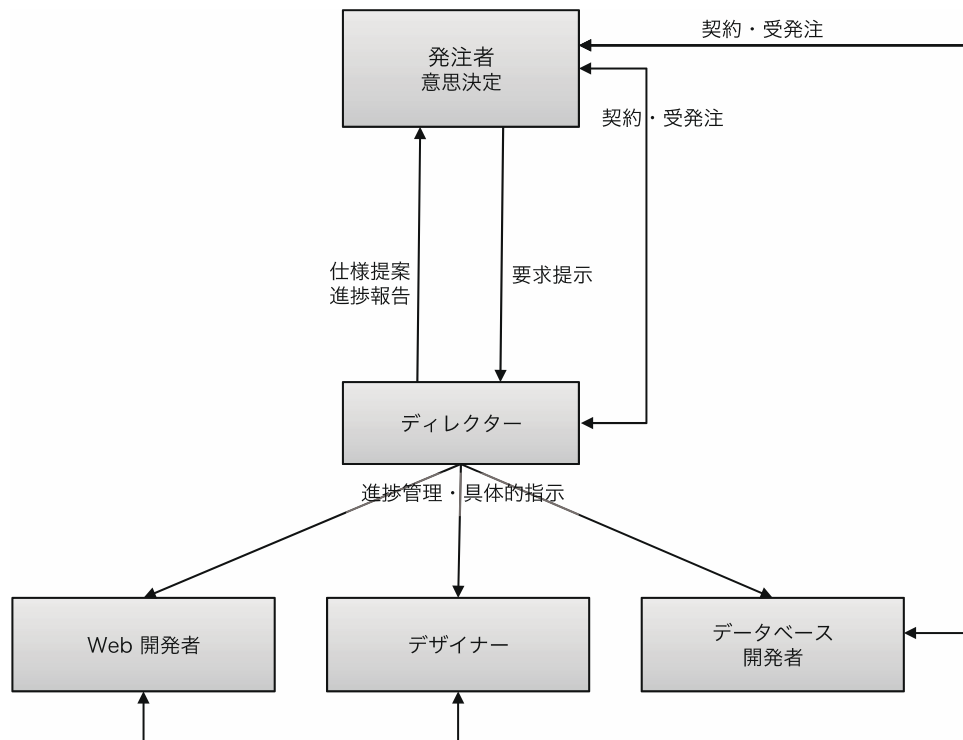 契約・受発注
発注者
意思決定
契約・受発注
仕様提案
進捗報告
要求提示
ディレクター
進捗管理・具体的指示
Web 開発者
デザイナー
データベース
開発者